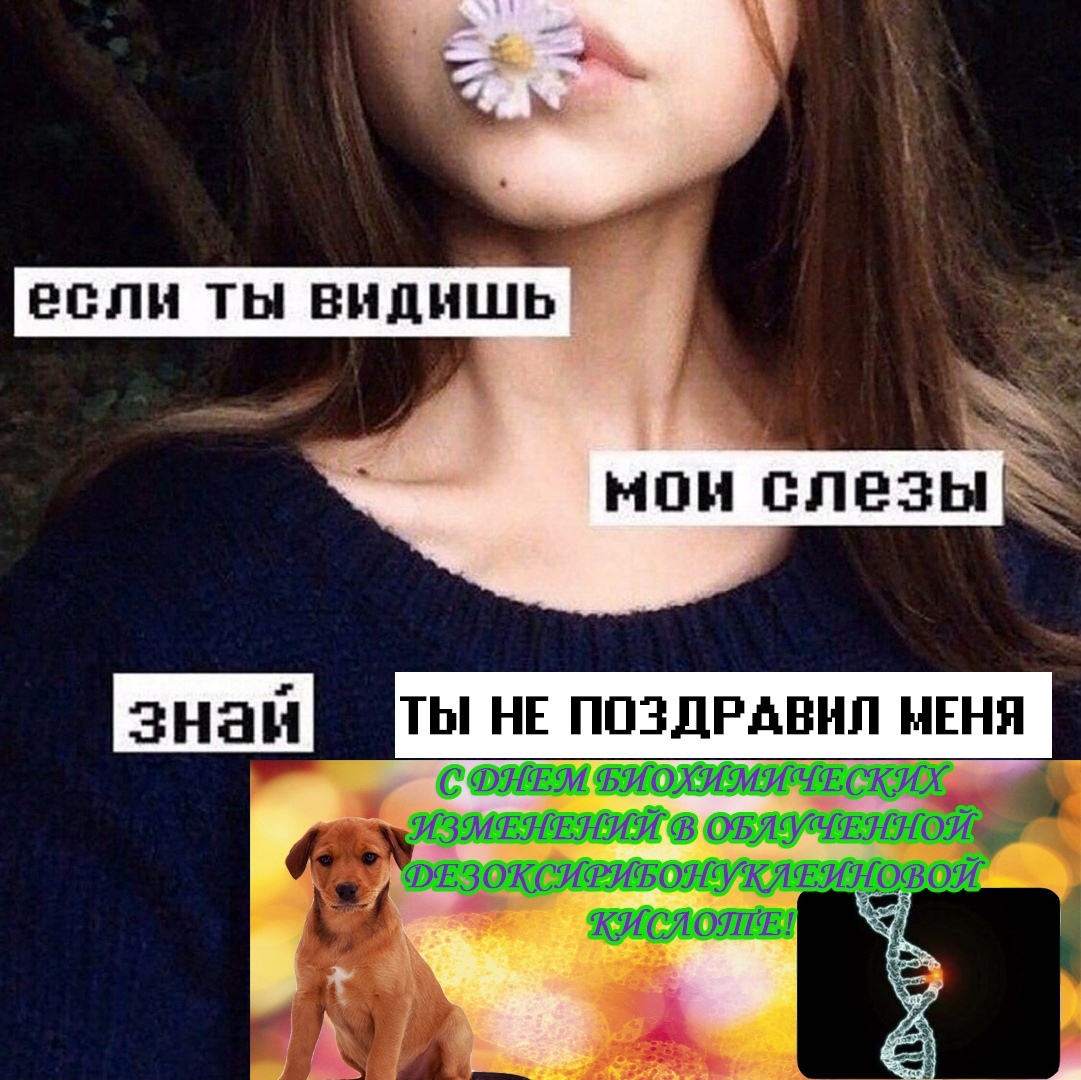 если ты видишь
мои слезы
знай
ТЫ НЕ ПОЗДРАВИЛ МЕНЯ
С ДНЕМ БИОХИМИЧЕСКИХ
ИЗМЕНЕНИЙ В ОБЛУЧЕННОЙ
ДЕЗОКСИРИБОНУКЛЕИНОВОЙ
КИСЛОТЕ!